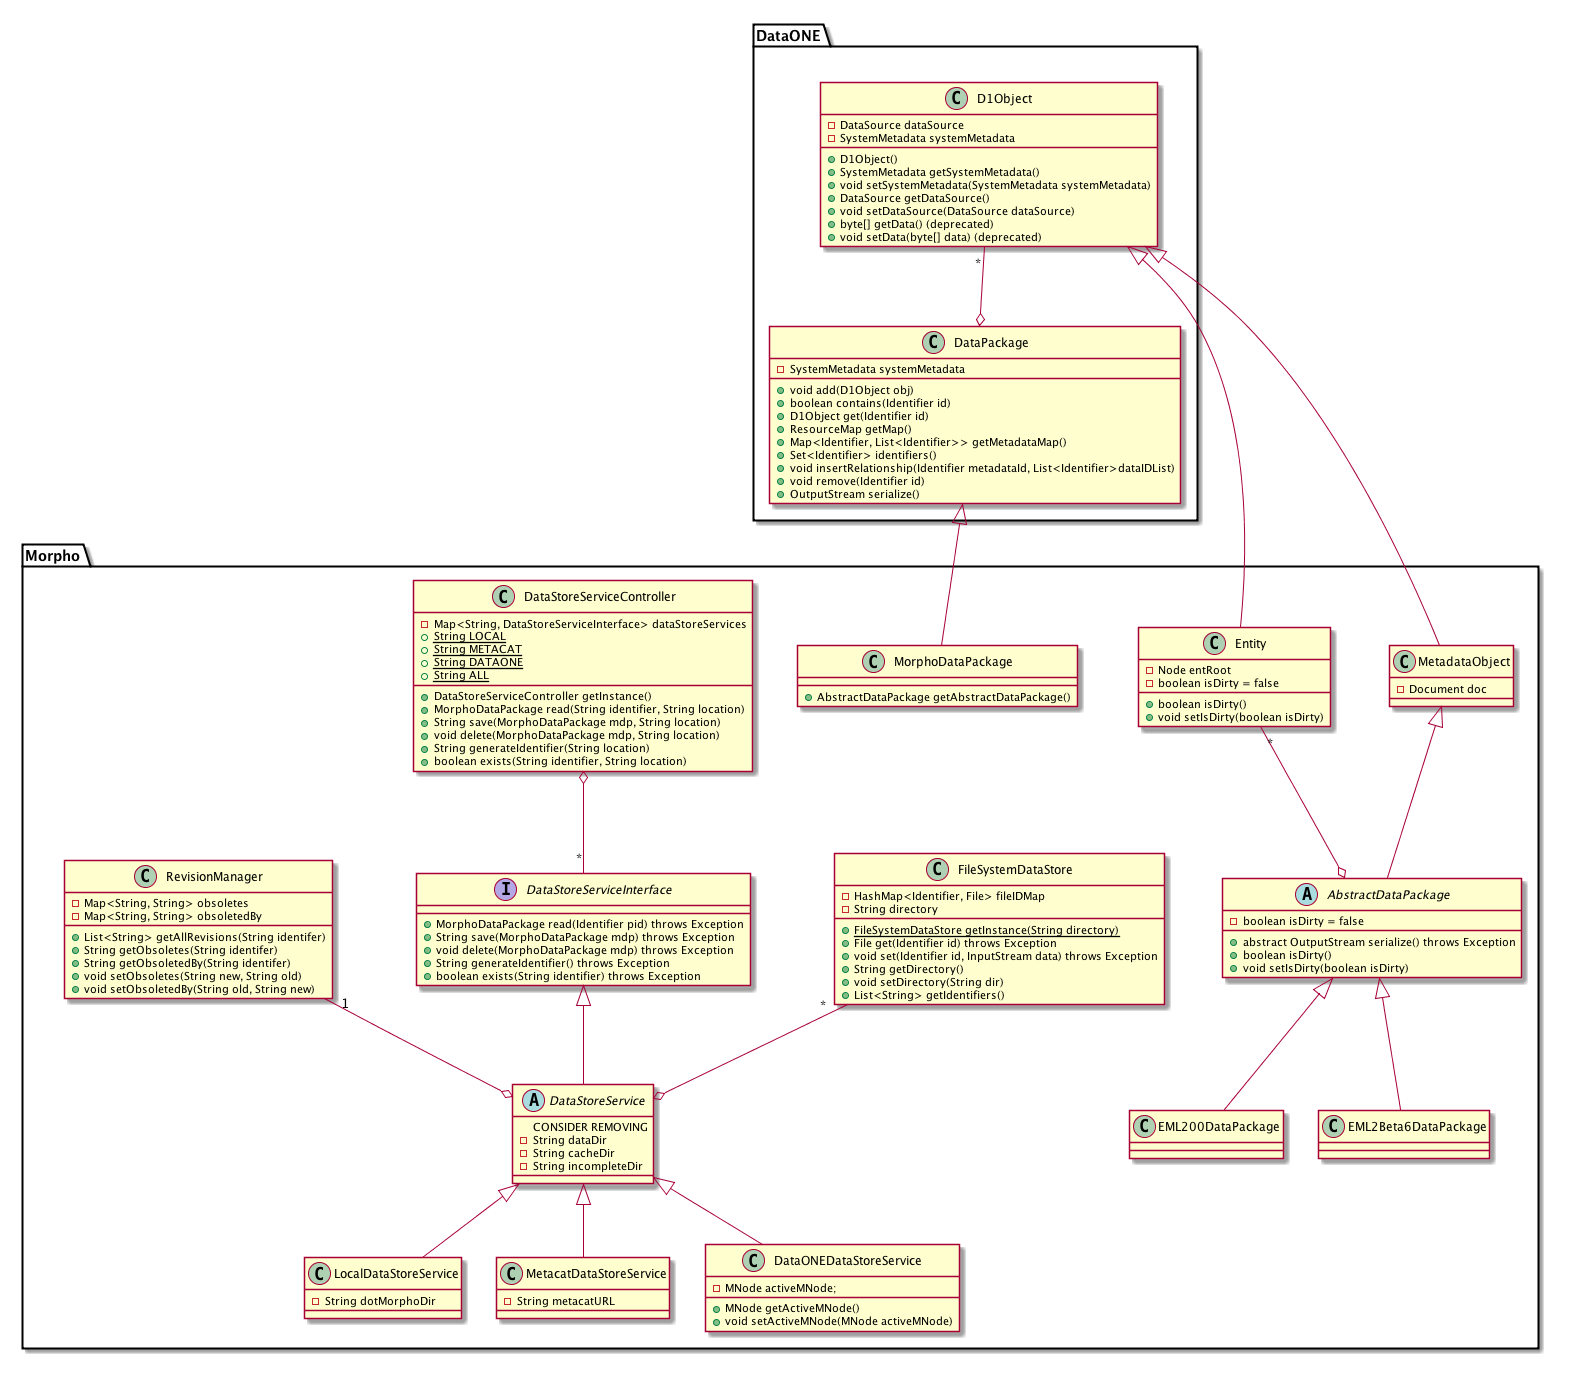 DataONE
C D1Object
DataSource dataSource
SystemMetadata systemMetadata
D1Object()
SystemMetadata getSystemMetadata()
void setSystemMetadata(SystemMetadata systemMetadata)
DataSource getDataSource()
void setDataSource(DataSource dataSource)
byte[] getData() (deprecated)
void setData(byte[] data) (deprecated)
*
C DataPackage
SystemMetadata systemMetadata
void add(D1Object obj)
boolean contains(Identifier id)
D1Object get(Identifier id)
ResourceMap getMap()
Map<Identifier, List<Identifier>> getMetadataMap()
Set<Identifier> identifiers()
void insertRelationship(Identifier metadataId, List<Identifier>dataIDList)
void remove(Identifier id)
OutputStream serialize()
Morpho
C DataStoreServiceController
Map<String, DataStoreServiceInterface> dataStoreServices
String LOCAL
String METACAT
String DATAONE
String ALL
DataStoreServiceController getInstance()
MorphoDataPackage read(String identifier, String location)
String save(MorphoDataPackage mdp, String location)
void delete(MorphoDataPackage mdp, String location)
String generateIdentifier(String location)
boolean exists(String identifier, String location)
*
C MorphoDataPackage
AbstractDataPackage getAbstractDataPackage()
C Entity
Node entRoot
boolean isDirty = false
boolean isDirty()
void setIsDirty(boolean isDirty)
*
C MetadataObject
Document doc
C RevisionManager
Map<String, String> obsoletes
Map<String, String> obsoletedBy
List<String> getAllRevisions(String identifer)
String getObsoletes(String identifer)
String getObsoletedBy(String identifer)
void setObsoletes(String new, String old)
void setObsoletedBy(String old, String new)
1
I DataStoreServiceInterface
MorphoDataPackage read(Identifier pid) throws Exception
String save(MorphoDataPackage mdp) throws Exception
void delete(MorphoDataPackage mdp) throws Exception
String generateIdentifier() throws Exception
boolean exists(String identifier) throws Exception
C FileSystemDataStore
HashMap<Identifier, File> fileIDMap
String directory
FileSystemDataStore getInstance(String directory)
File get(Identifier id) throws Exception
void set(Identifier id, InputStream data) throws Exception
String getDirectory()
void setDirectory(String dir)
List<String> getIdentifiers()
*
A AbstractDataPackage
boolean isDirty = false
abstract OutputStream serialize() throws Exception
boolean isDirty()
void setIsDirty(boolean isDirty)
A DataStoreService
CONSIDER REMOVING
String dataDir
String cacheDir
String incompleteDir
C EML200DataPackage
C EML2Beta6DataPackage
C LocalDataStoreService
String dotMorphoDir
C MetacatDataStoreService
String metacatURL
C DataONEDataStoreService
MNode activeMNode;
MNode getActiveMNode()
void setActiveMNode(MNode activeMNode)